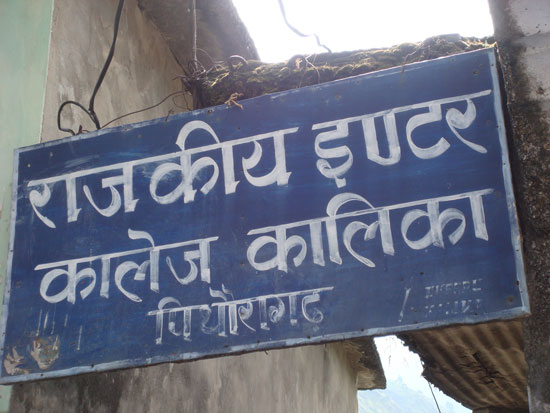 राजकीय इण्टर
कालेज कालिका
पिथौरागढ